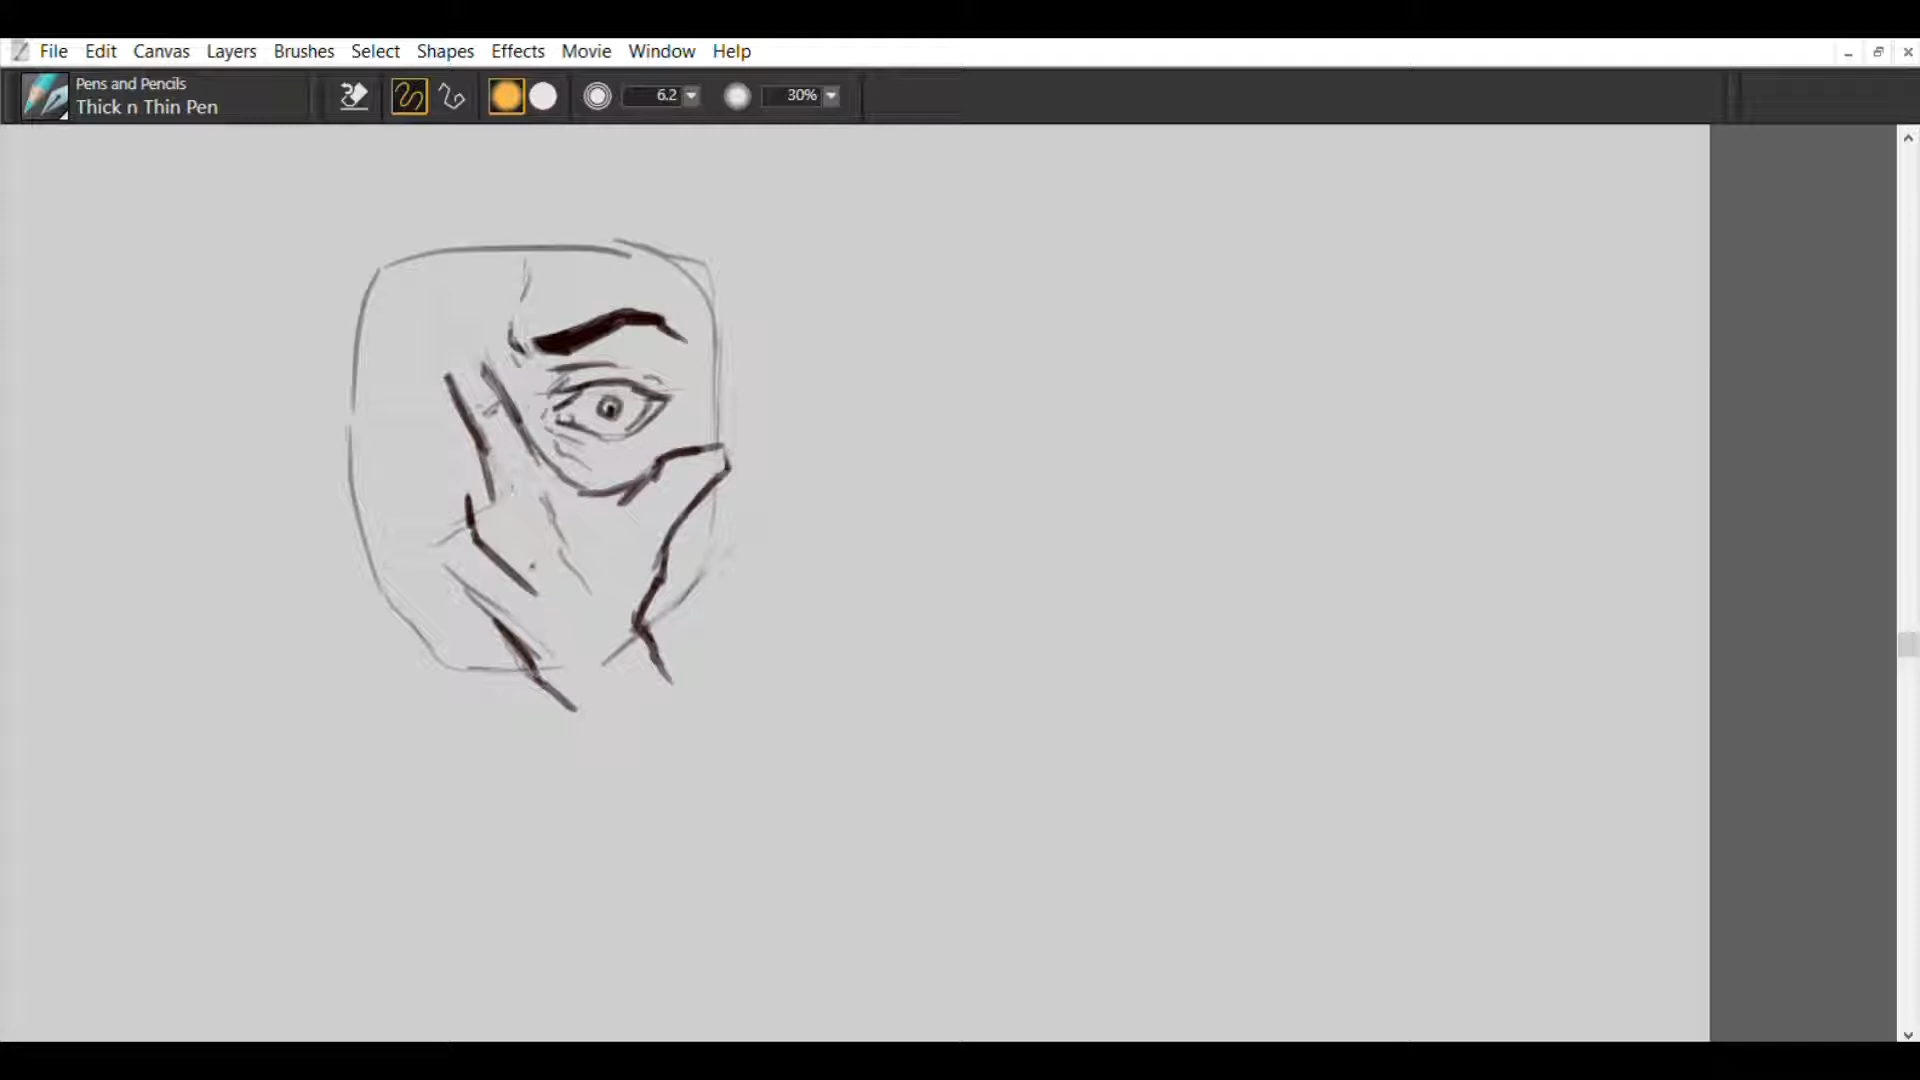 File Edit Canvas Layers Brushes Select Shapes Effects Movie Window Help
Pens and Pencils
Thick n Thin Pen
6.2
30%